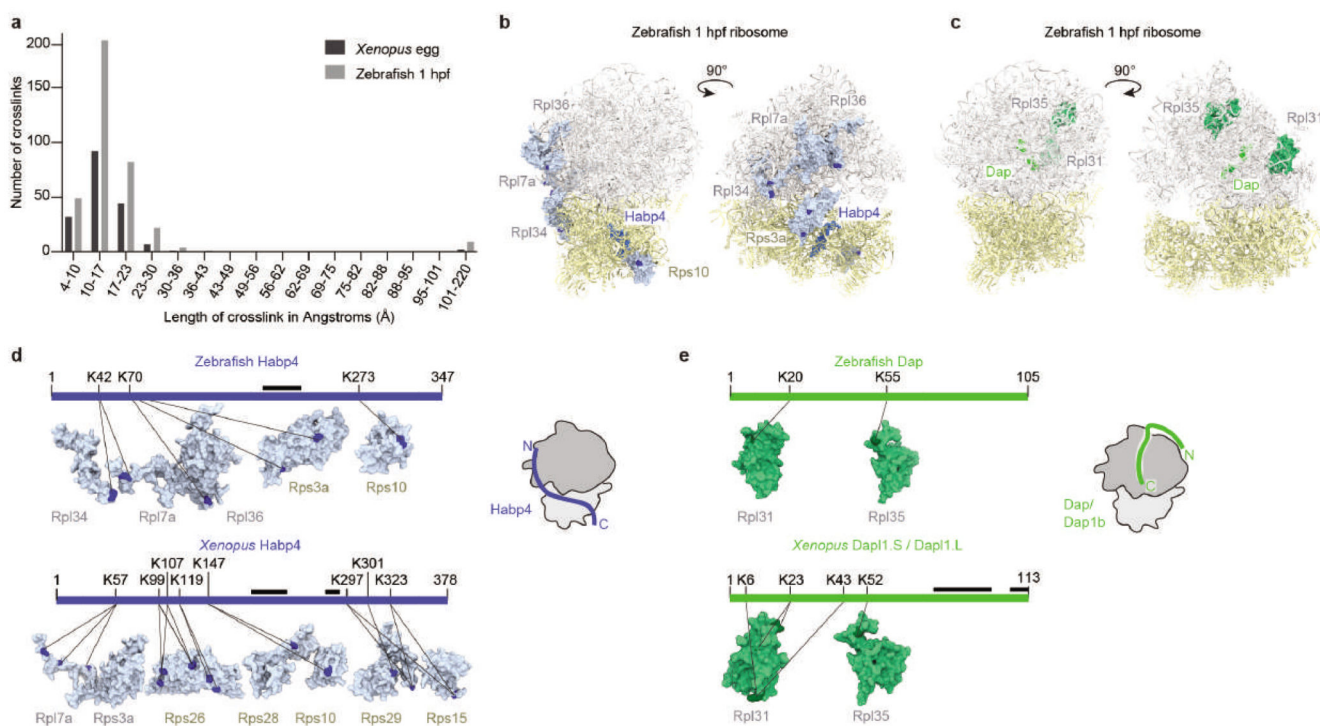 a
Number of crosslinks
200
150
100
50
0
Xenopus egg
Zebrafish 1 hpf
4-10
10-17
17-23
23-30
30-36
36-43
43-49
49-56
56-62
62-69
69-75
75-82
82-88
88-95
95-101
101-220
Length of crosslink in Angstroms (Å)
b
Zebrafish 1 hpf ribosome
90°
Rpl36
Rpl7a
Rpl34
Habp4
Rps10
Rpl36
Rpl7a
Rpl34
Rps3a
Habp4
c
Zebrafish 1 hpf ribosome
90°
Rpl35
Rpl31
Dap
Rpl35
Rpl31
Dap
d
Zebrafish Habp4
1 K42 K70 K273 347
Rps3a Rps10
Rpl34 Rpl7a Rpl36
Xenopus Habp4
K107 K147 K301
1 K57 K99 K119 K297 K323 378
Rpl7a Rps3a Rps26 Rps28 Rps10 Rps29 Rps15
N
Habp4
C
e
Zebrafish Dap
1 K20 K55 105
Rpl31 Rpl35
Xenopus Dapl1.S / Dapl1.L
1 K6 K23 K43 K52 113
Rpl31 Rpl35
N
C
Dap/
Dap1b